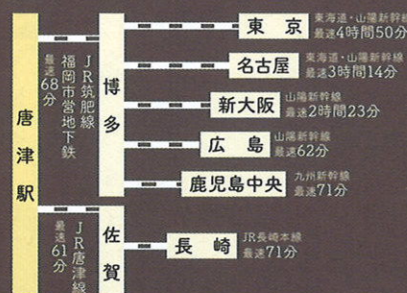 唐津駅
最速68分
JR筑肥線
福岡市営地下鉄
博多
東京
東海道・山陽新幹線
最速4時間50分
名古屋
東海道・山陽新幹線
最速3時間14分
新大阪
山陽新幹線
最速2時間23分
広島
山陽新幹線
最速62分
鹿児島中央
九州新幹線
最速71分
最速61分
JR唐津線
佐賀
長崎
JR長崎本線
最速71分